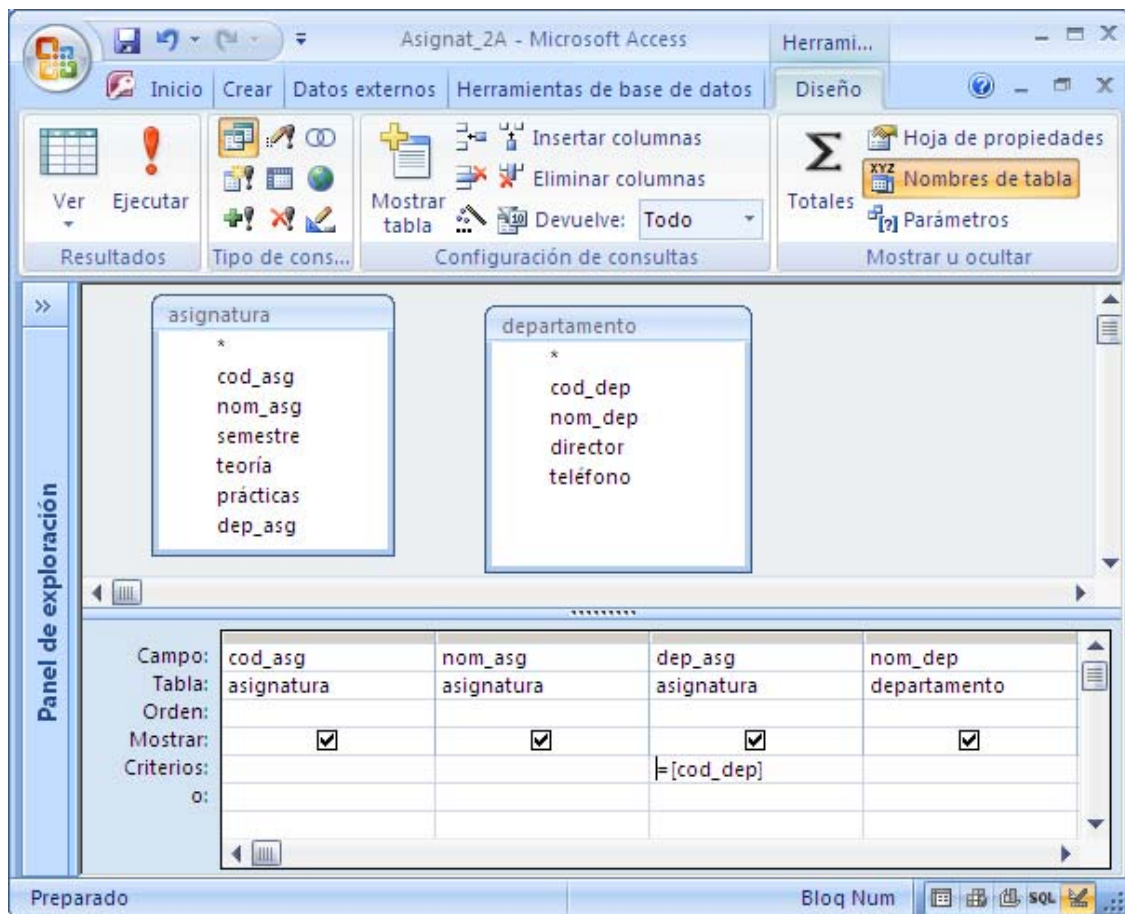 Asignat_2A - Microsoft Access
Herrami...
Inicio
Crear
Datos externos
Herramientas de base de datos
Diseño
Ver
Ejecutar
Resultados
Tipo de cons...
Mostrar
tabla
Insertar columnas
Eliminar columnas
Devuelve: Todo
Configuración de consultas
Totales
Hoja de propiedades
XYZ
Nombres de tabla
Parámetros
Mostrar u ocultar
Panel de exploración
asignatura
*
cod_asg
nom_asg
semestre
teoría
prácticas
dep_asg
departamento
*
cod_dep
nom_dep
director
teléfono
Campo: cod_asg nom_asg dep_asg nom_dep
Tabla: asignatura asignatura asignatura departamento
Orden:
Mostrar:
Criterios: =[cod_dep]
o:
Preparado
Bloq Num
SQL